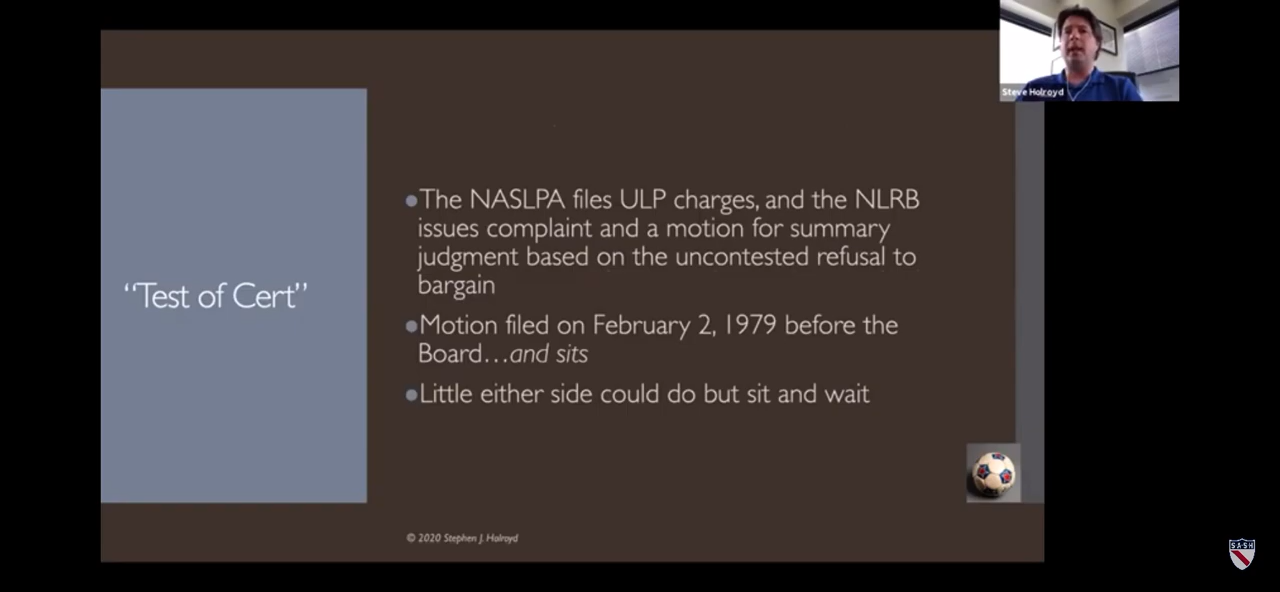 Steve Holroyd
"Test of Cert"
•The NASLPA files ULP charges, and the NLRB
issues complaint and a motion for summary
judgment based on the uncontested refusal to
bargain
•Motion filed on February 2, 1979 before the
Board…and sits
•Little either side could do but sit and wait
© 2020 Stephen J. Holroyd
SASH